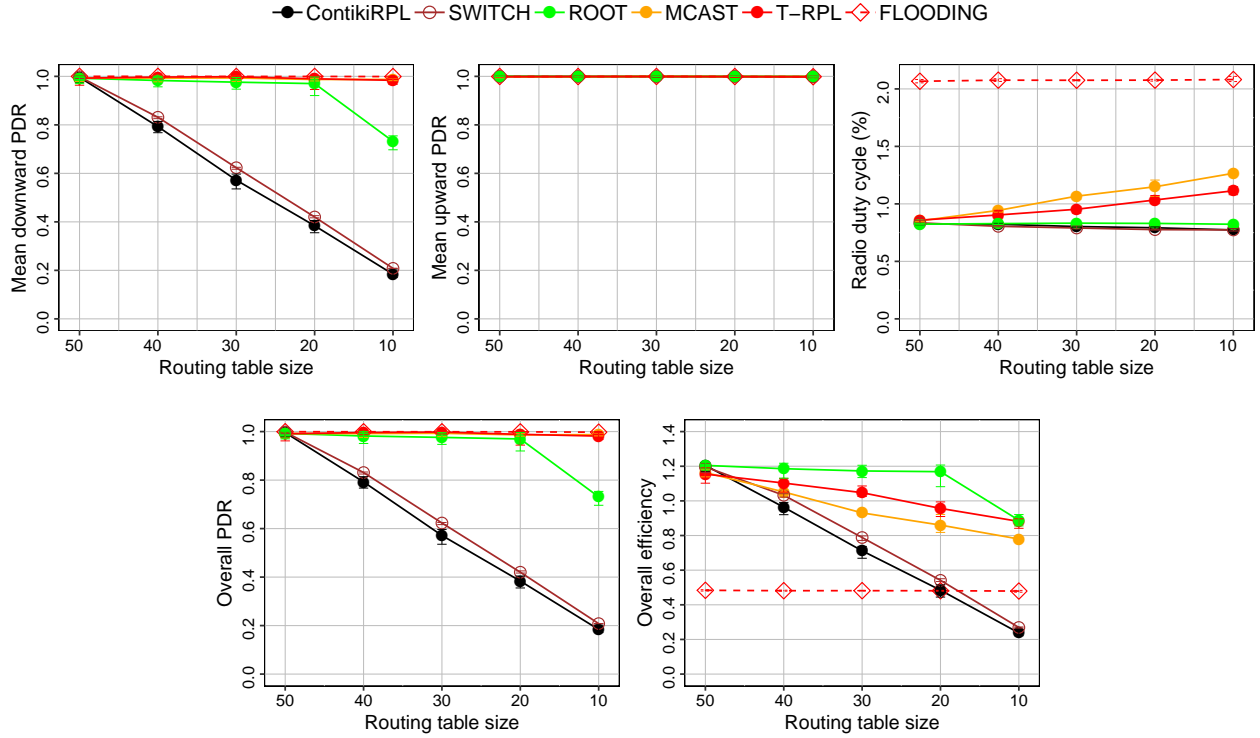 ContikiRPL SWITCH ROOT MCAST T−RPL FLOODING
Mean downward PDR
0.0 0.2 0.4 0.6 0.8 1.0
50 40 30 20 10
Routing table size
Mean upward PDR
0.0 0.2 0.4 0.6 0.8 1.0
50 40 30 20 10
Routing table size
Radio duty cycle (%)
0.0 0.5 1.0 1.5 2.0
50 40 30 20 10
Routing table size
Overall PDR
0.0 0.2 0.4 0.6 0.8 1.0
50 40 30 20 10
Routing table size
Overall efficiency
0.0 0.2 0.4 0.6 0.8 1.0 1.2 1.4
50 40 30 20 10
Routing table size